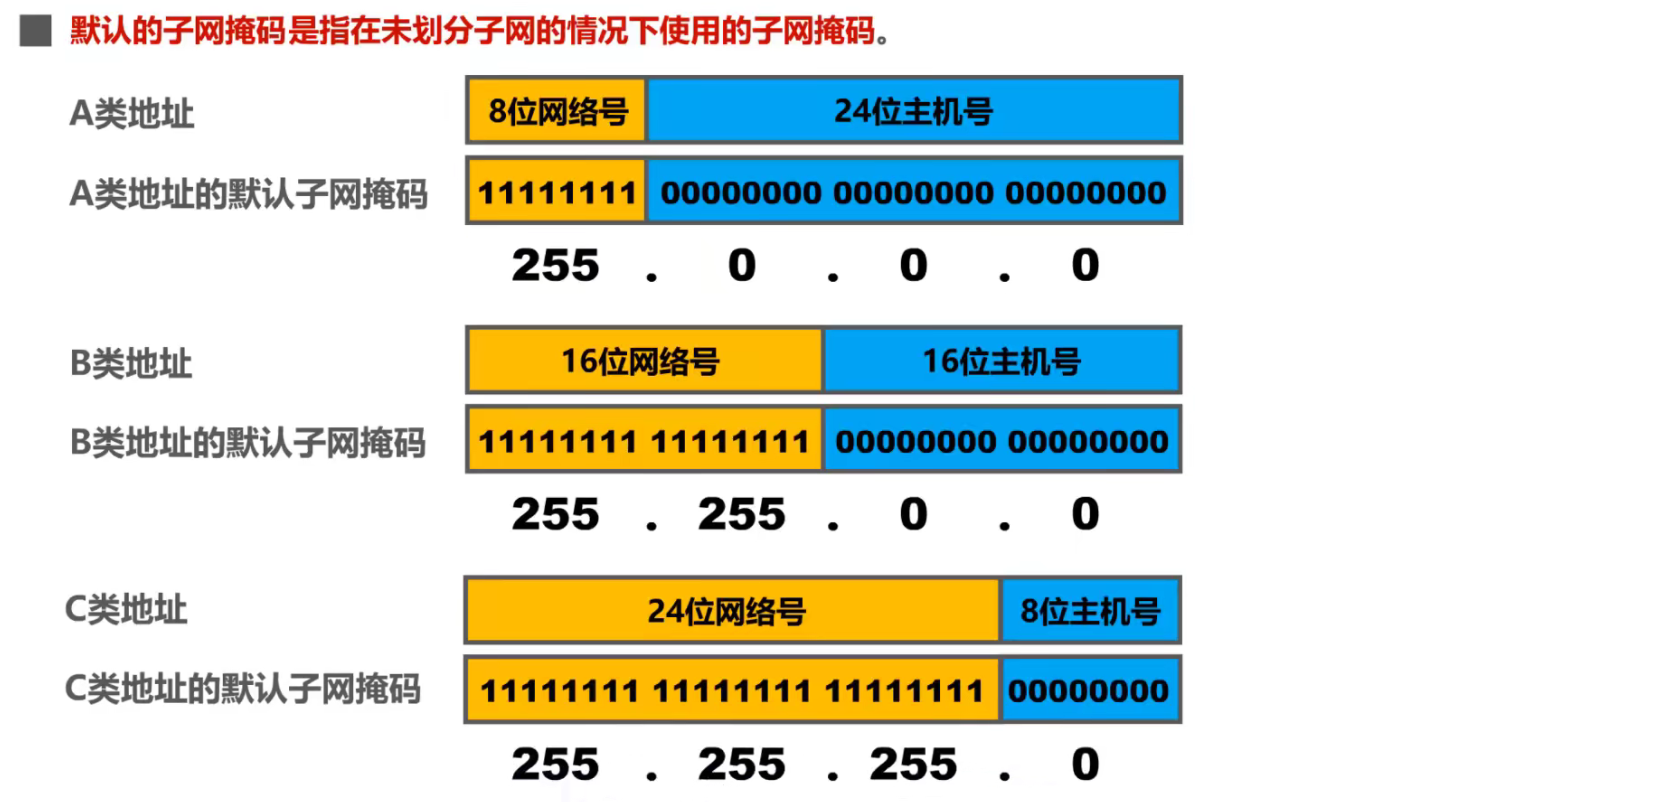 默认的子网掩码是指在未划分子网的情况下使用的子网掩码。
A类地址 8位网络号 24位主机号
A类地址的默认子网掩码 11111111 00000000 00000000 00000000
255 . 0 . 0 . 0
B类地址 16位网络号 16位主机号
B类地址的默认子网掩码 11111111 11111111 00000000 00000000
255 . 255 . 0 . 0
C类地址 24位网络号 8位主机号
C类地址的默认子网掩码 11111111 11111111 11111111 00000000
255 . 255 . 255 . 0